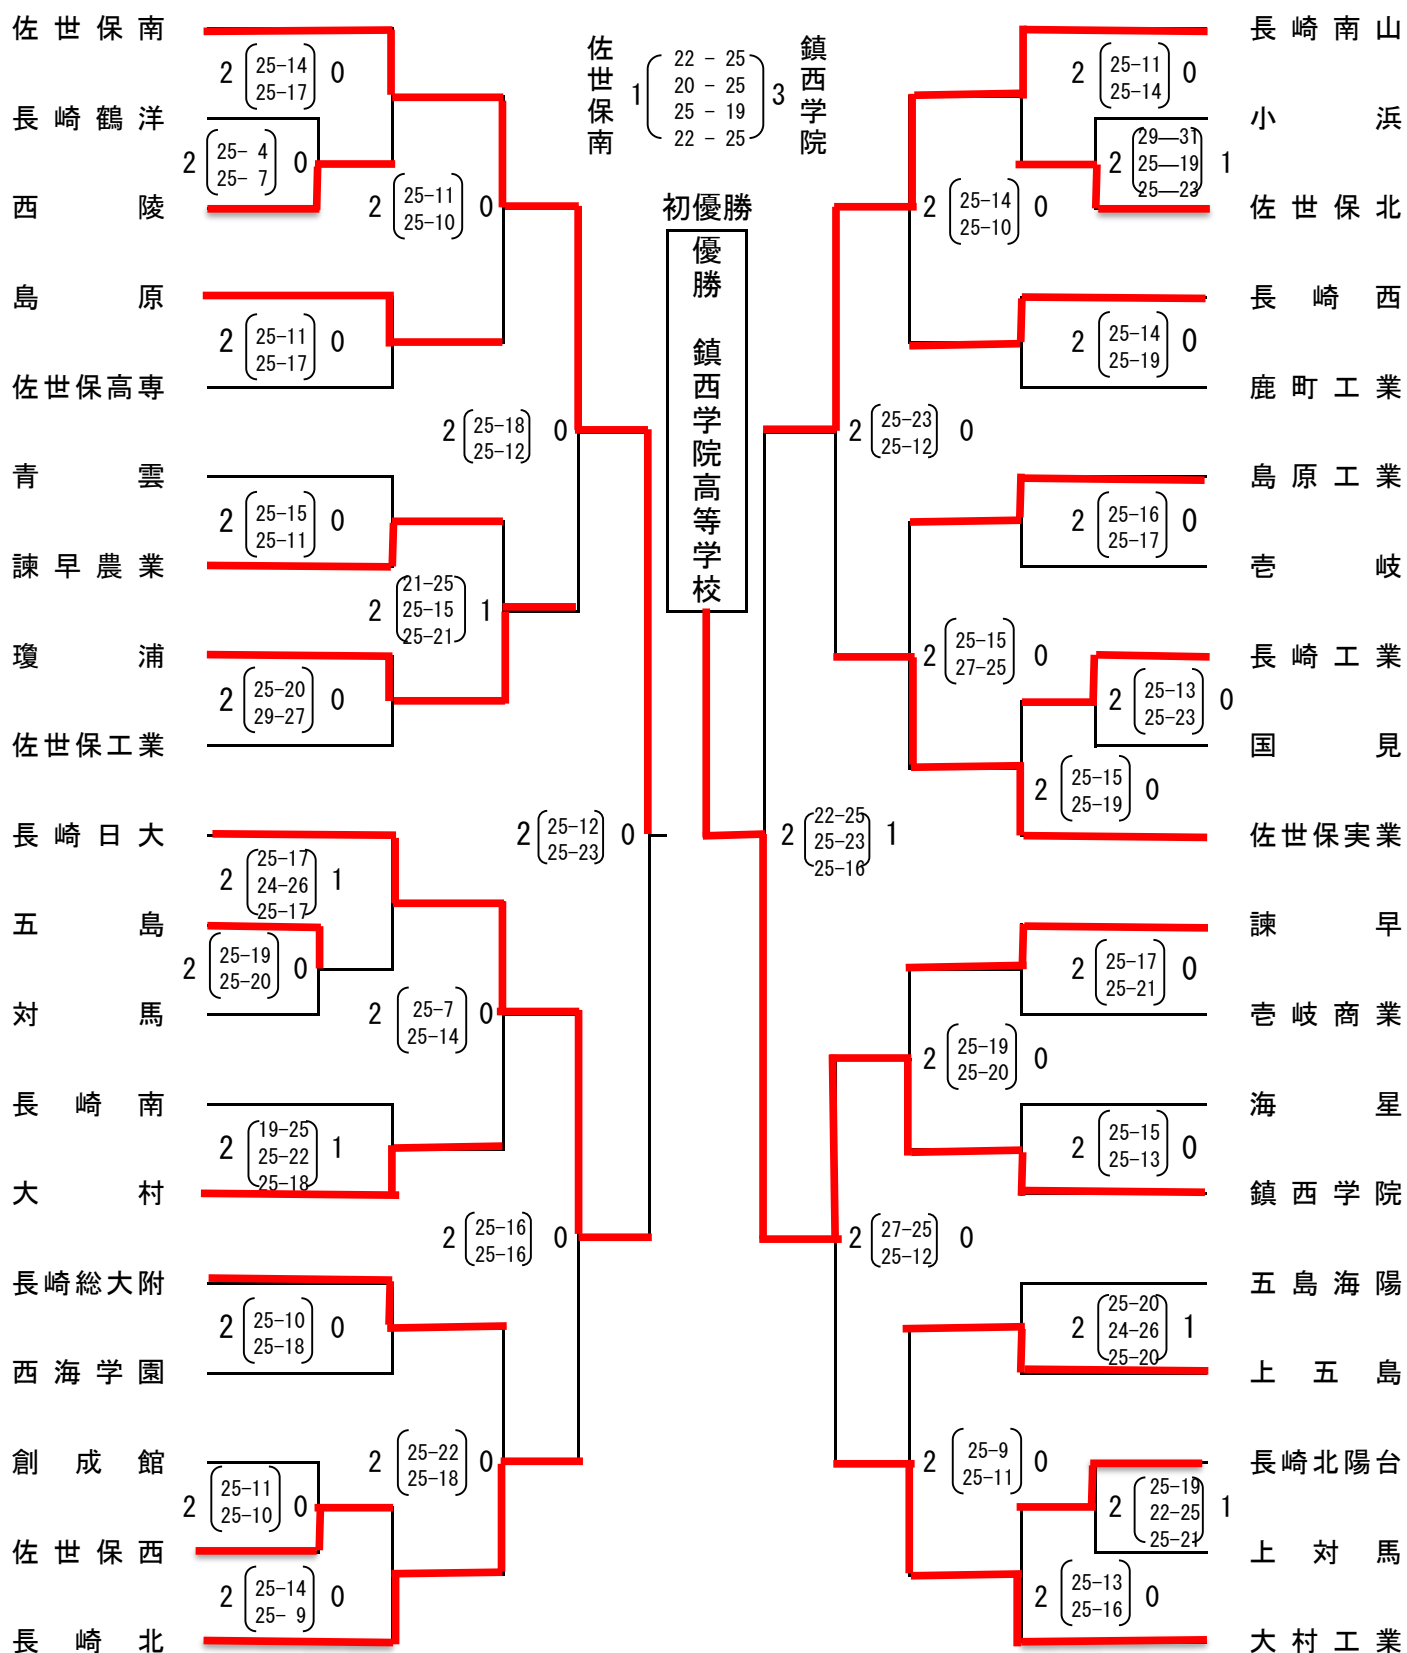 佐世保南
2 25-14 0
25-17
長崎鶴洋
2 25- 4 0
25- 7
西陵
2 25-11 0
25-10
島原
2 25-11 0
25-17
佐世保高専
2 25-18 0
25-12
青雲
2 25-15 0
25-11
諫早農業
21-25
2 25-15 1
25-21
瓊浦
2 25-20 0
29-27
佐世保工業
長崎日大
2 25-12 0
25-23
25-17
2 24-26 1
25-17
五島
2 25-19 0
25-20
対馬
2 25-7 0
25-14
長崎南
19-25
2 25-22 1
25-18
大村
2 25-16 0
25-16
長崎総大附
2 25-10 0
25-18
西海学園
創成館
2 25-22 0
25-18
2 25-11 0
25-10
佐世保西
2 25-14 0
25- 9
長崎北
佐世保南
22 - 25
20 - 25
1 3
25 - 19
22 - 25
鎮西学院
初優勝
優勝 鎮西学院高等学校
長崎南山
2 25-11 0
25-14
小浜
29―31
2 25―19 1
25―23
佐世保北
2 25-14 0
25-10
長崎西
2 25-14 0
25-19
鹿町工業
2 25-23 0
25-12
島原工業
2 25-16 0
25-17
壱岐
2 25-15 0
27-25
長崎工業
2 25-13 0
25-23
国見
2 25-15 0
25-19
佐世保実業
22-25
2 25-23 1
25-16
諫早
2 25-17 0
25-21
壱岐商業
2 25-19 0
25-20
海星
2 25-15 0
25-13
鎮西学院
2 27-25 0
25-12
五島海陽
25-20
2 24-26 1
25-20
上五島
2 25-9 0
25-11
長崎北陽台
25-19
2 22-25 1
25-21
上対馬
2 25-13 0
25-16
大村工業